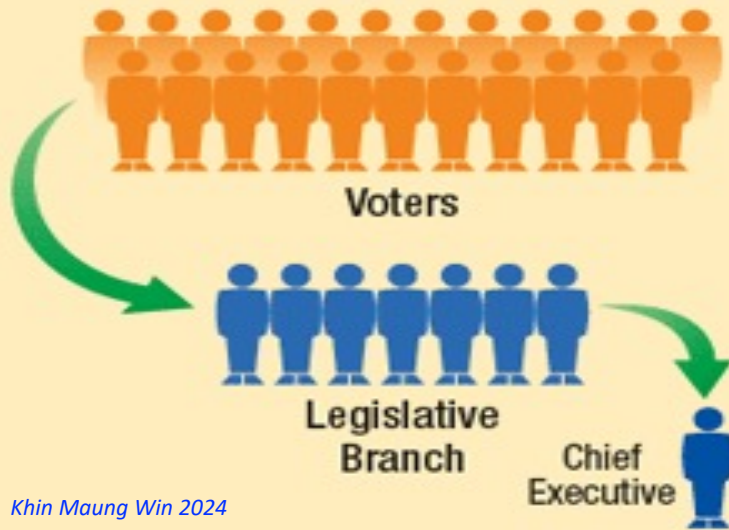 Voters
Legislative
Branch
Chief
Executive
Khin Maung Win 2024